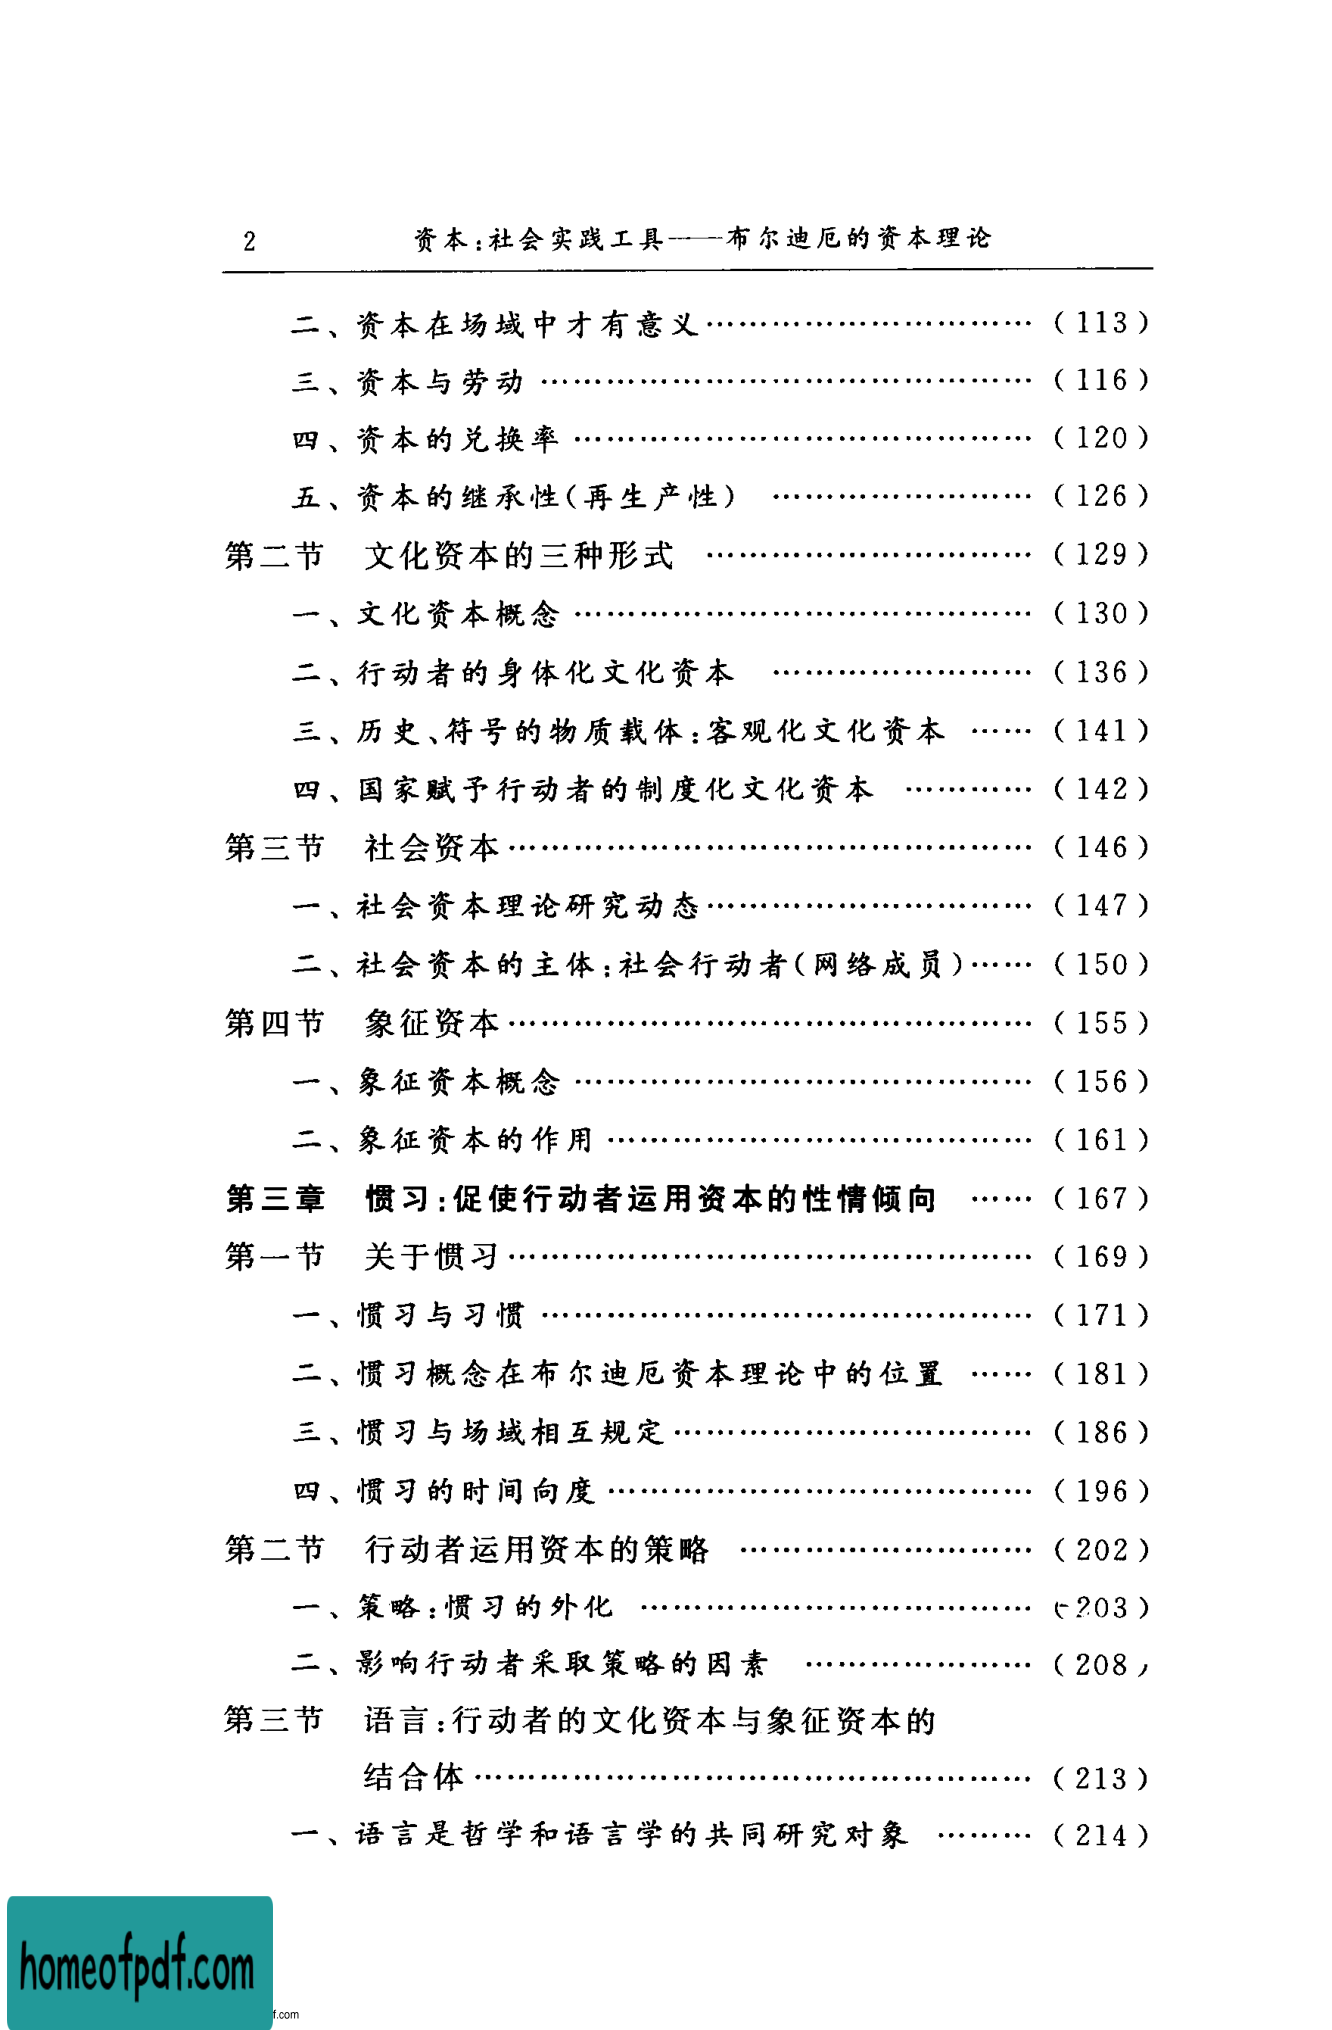 2 资本:社会实践工具——布尔迪厄的资本理论
二、资本在场域中才有意义…………………………(113)
三、资本与劳动………………………………………(116)
四、资本的兑换率……………………………………(120)
五、资本的继承性(再生产性)……………………(126)
第二节 文化资本的三种形式…………………………(129)
一、文化资本概念……………………………………(130)
二、行动者的身体化文化资本……………………(136)
三、历史、符号的物质载体:客观化文化资本……(141)
四、国家赋予行动者的制度化文化资本…………(142)
第三节 社会资本…………………………………………(146)
一、社会资本理论研究动态…………………………(147)
二、社会资本的主体:社会行动者(网络成员)……(150)
第四节 象征资本…………………………………………(155)
一、象征资本概念……………………………………(156)
二、象征资本的作用…………………………………(161)
第三章 惯习:促使行动者运用资本的性情倾向……(167)
第一节 关于惯习…………………………………………(169)
一、惯习与习惯………………………………………(171)
二、惯习概念在布尔迪厄资本理论中的位置……(181)
三、惯习与场域相互规定……………………………(186)
四、惯习的时间向度…………………………………(196)
第二节 行动者运用资本的策略………………………(202)
一、策略:惯习的外化………………………………(203)
二、影响行动者采取策略的因素…………………(208)
第三节 语言:行动者的文化资本与象征资本的
结合体……………………………………………(213)
一、语言是哲学和语言学的共同研究对象………(214)
homeofpdf.com
f.com